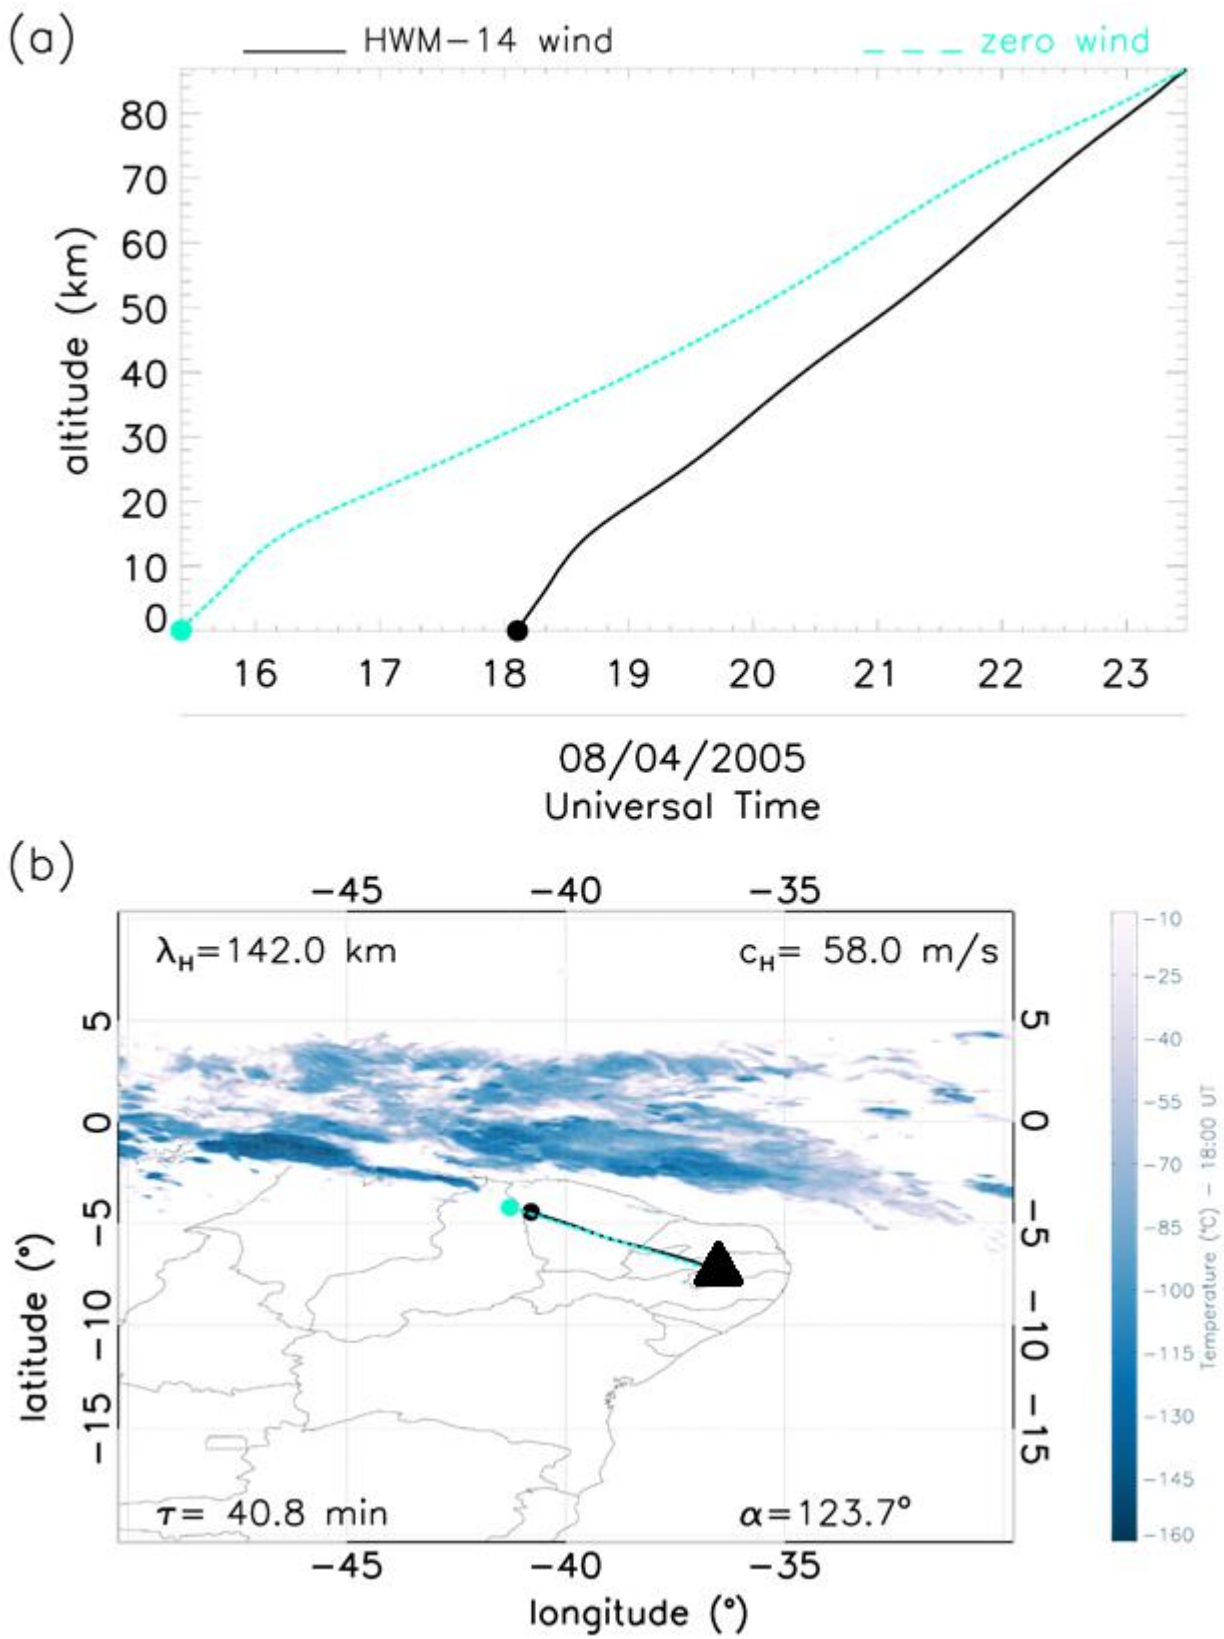 (a)
HWM-14 wind
zero wind
80
70
60
50
40
30
20
10
0
altitude (km)
16 17 18 19 20 21 22 23
08/04/2005
Universal Time
(b)
-45 -40 -35
λH=142.0 km
cH= 58.0 m/s
5
0
-5
-10
-15
latitude (°)
5
0
-5
-10
-15
τ= 40.8 min
α=123.7°
-45 -40 -35
longitude (°)
-10
-25
-40
-55
-70
-85
-100
-115
-130
-145
-160
Temperature (°C) - 18:00 UT